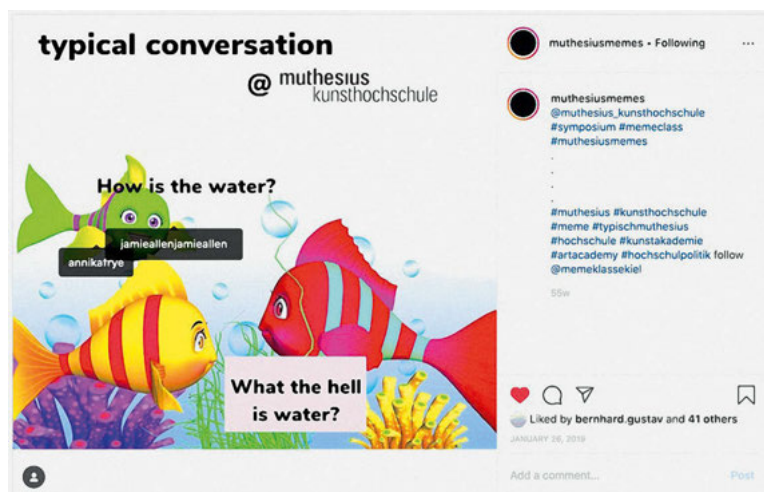 typical conversation
@ muthesius
kunsthochschule
How is the water?
jamieallenjamieallen
annikafrye
What the hell
is water?
muthesiusmemes • Following
...
muthesiusmemes
@muthesius_kunsthochschule
#symposium #memeclass
#muthesiusmemes
.
.
.
.
#muthesius #kunsthochschule
#meme #typischmuthesius
#hochschule #kunstakademie
#artacademy #hochschulpolitik follow
@memeklassekiel
55w
Liked by bernhard.gustav and 41 others
JANUARY 26, 2019
Add a comment...
Post